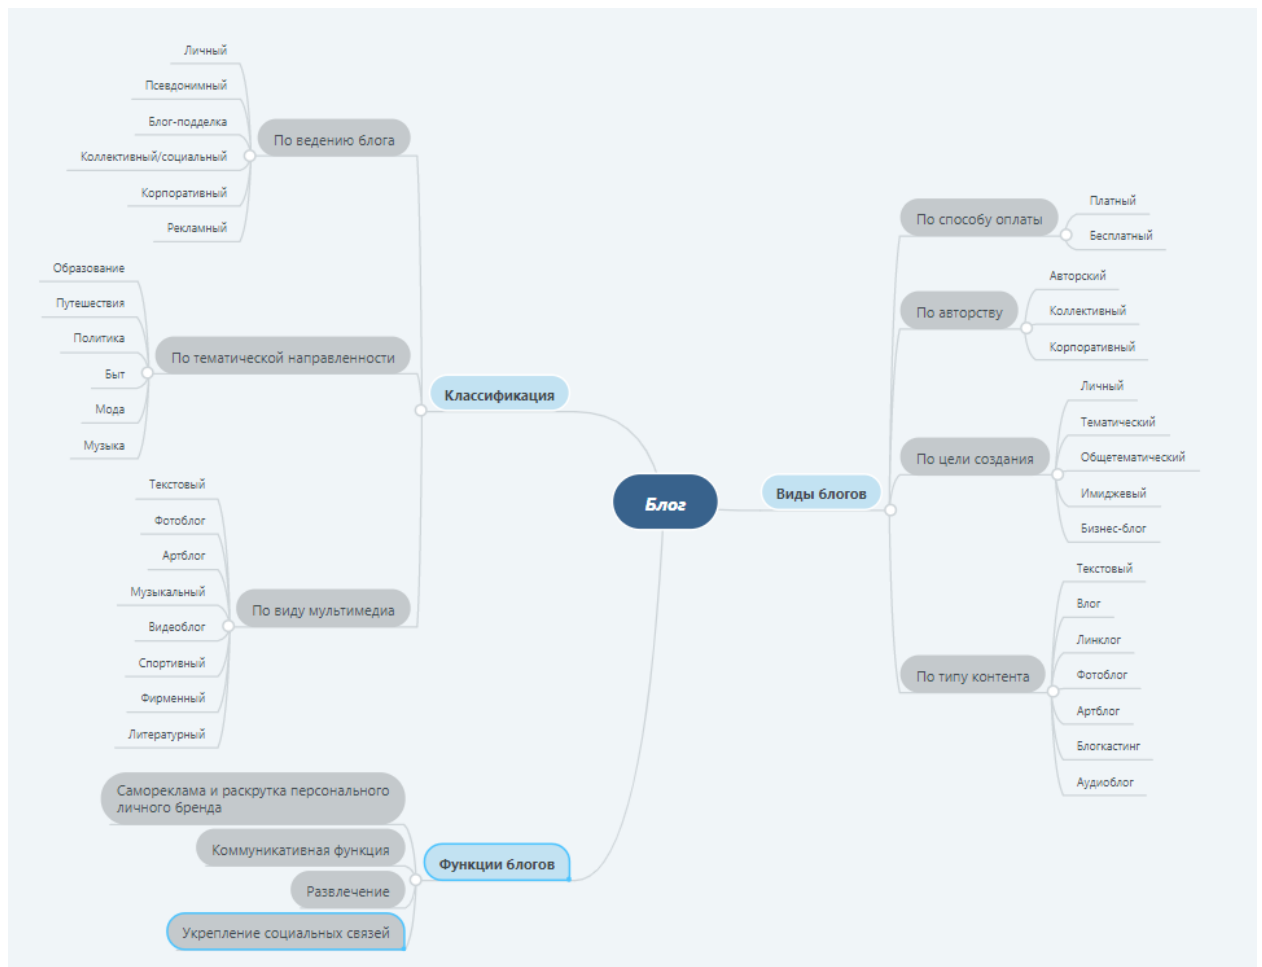 Блог
Классификация
По ведению блога
Личный
Псевдонимный
Блог-подделка
Коллективный/социальный
Корпоративный
Рекламный
По тематической направленности
Образование
Путешествия
Политика
Быт
Мода
Музыка
По виду мультимедиа
Текстовый
Фотоблог
Артблог
Музыкальный
Видеоблог
Спортивный
Фирменный
Литературный
Функции блогов
Самореклама и раскрутка персонального
личного бренда
Коммуникативная функция
Развлечение
Укрепление социальных связей
Виды блогов
По способу оплаты
Платный
Бесплатный
По авторству
Авторский
Коллективный
Корпоративный
По цели создания
Личный
Тематический
Общетематический
Имиджевый
Бизнес-блог
По типу контента
Текстовый
Влог
Линклог
Фотоблог
Артблог
Блогкастинг
Аудиоблог